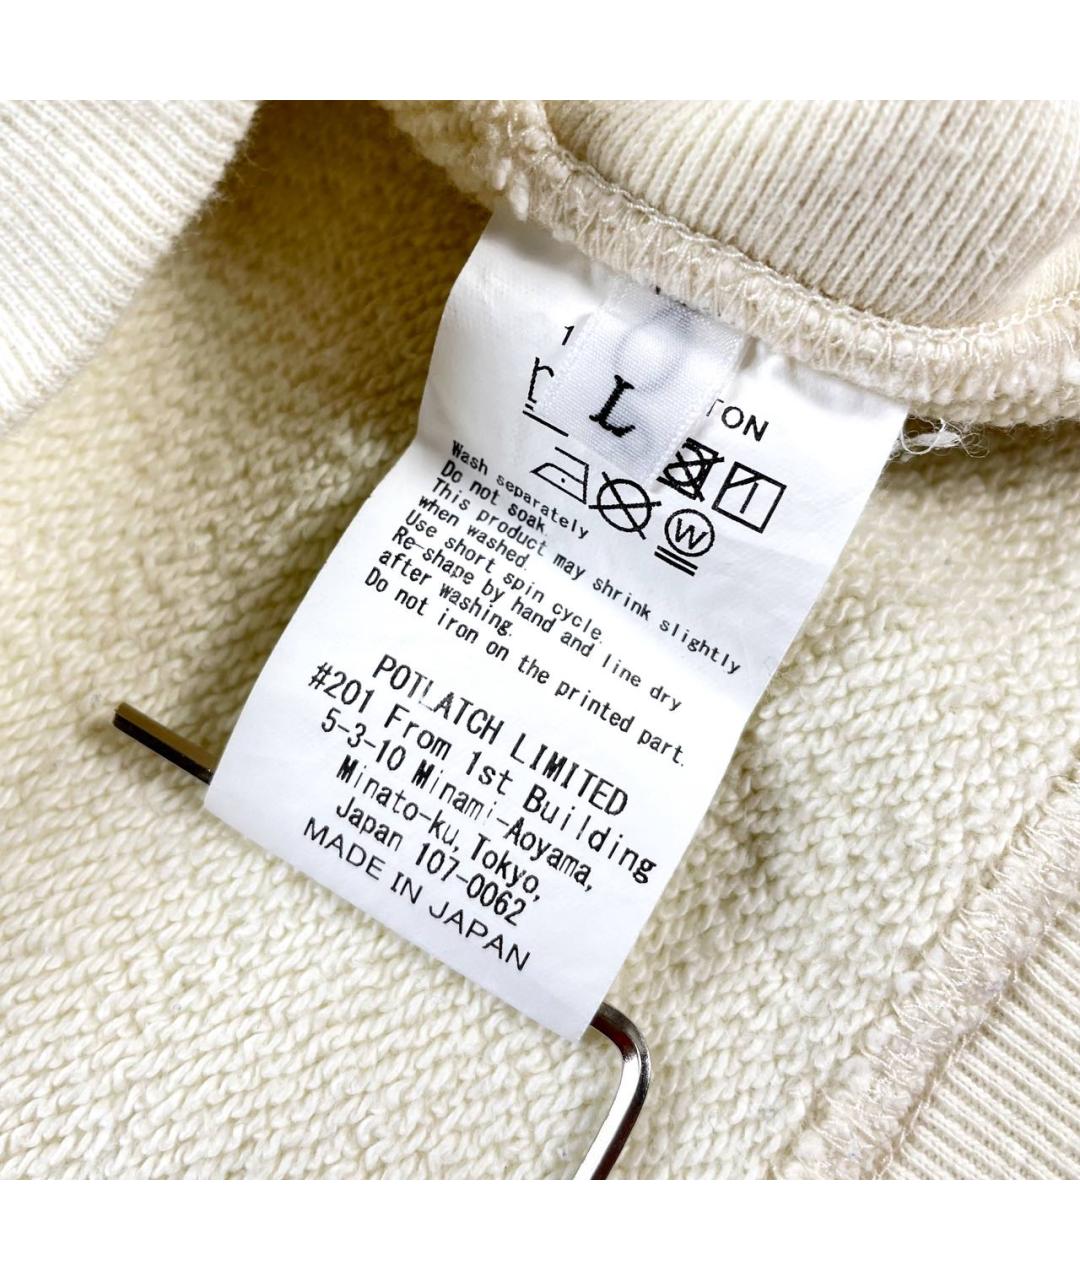 L
TON
W
Wash separately
Do not soak.
This product may shrink slightly
when washed.
Use short spin cycle.
Re-shape by hand and line dry
after washing.
Do not iron on the printed part.
POTLATCH LIMITED
#201 From 1st Building
5-3-10 Minami-Aoyama,
Minato-ku, Tokyo,
Japan 107-0062
MADE IN JAPAN